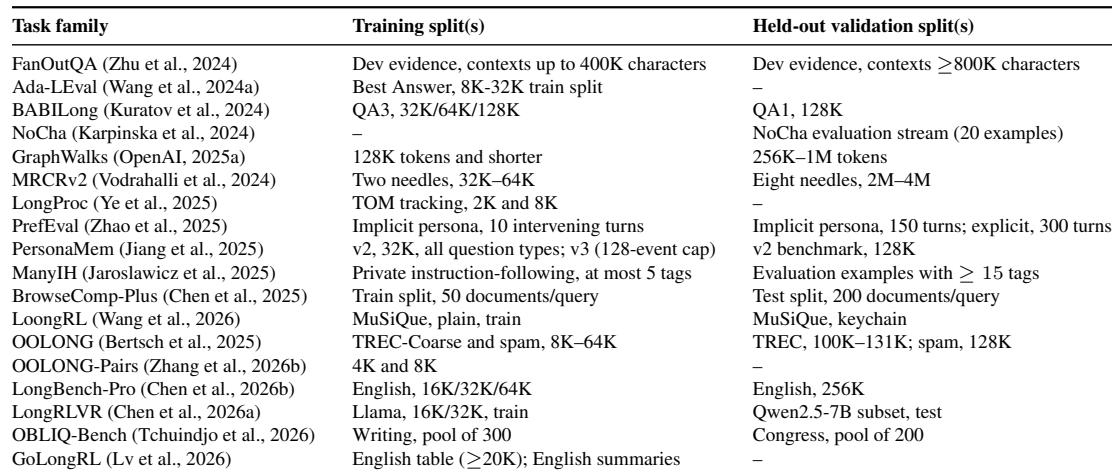 Task family Training split(s) Held-out validation split(s)
FanOutQA (Zhu et al., 2024) Dev evidence, contexts up to 400K characters Dev evidence, contexts ≥800K characters
Ada-LEval (Wang et al., 2024a) Best Answer, 8K-32K train split –
BABILong (Kuratov et al., 2024) QA3, 32K/64K/128K QA1, 128K
NoCha (Karpinska et al., 2024) – NoCha evaluation stream (20 examples)
GraphWalks (OpenAI, 2025a) 128K tokens and shorter 256K–1M tokens
MRCRv2 (Vodrahalli et al., 2024) Two needles, 32K–64K Eight needles, 2M–4M
LongProc (Ye et al., 2025) TOM tracking, 2K and 8K –
PrefEval (Zhao et al., 2025) Implicit persona, 10 intervening turns Implicit persona, 150 turns; explicit, 300 turns
PersonaMem (Jiang et al., 2025) v2, 32K, all question types; v3 (128-event cap) v2 benchmark, 128K
ManyIH (Jaroslawicz et al., 2025) Private instruction-following, at most 5 tags Evaluation examples with ≥ 15 tags
BrowseComp-Plus (Chen et al., 2025) Train split, 50 documents/query Test split, 200 documents/query
LoongRL (Wang et al., 2026) MuSiQue, plain, train MuSiQue, keychain
OOLONG (Bertsch et al., 2025) TREC-Coarse and spam, 8K–64K TREC, 100K–131K; spam, 128K
OOLONG-Pairs (Zhang et al., 2026b) 4K and 8K –
LongBench-Pro (Chen et al., 2026b) English, 16K/32K/64K English, 256K
LongRLVR (Chen et al., 2026a) Llama, 16K/32K, train Qwen2.5-7B subset, test
OBLIQ-Bench (Tchuindjo et al., 2026) Writing, pool of 300 Congress, pool of 200
GoLongRL (Lv et al., 2026) English table (≥20K); English summaries –